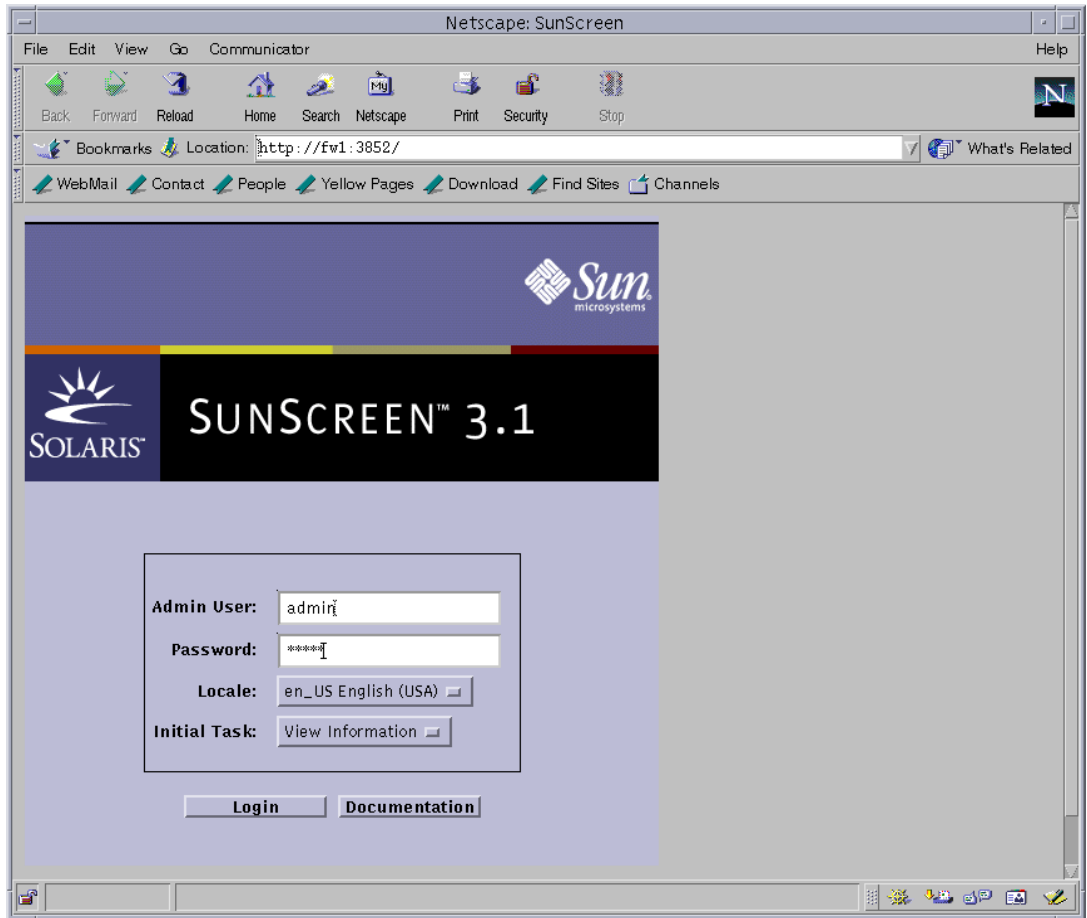 Netscape: SunScreen
File Edit View Go Communicator Help
My
N
Back Forward Reload Home Search Netscape Print Security Stop
Bookmarks Location: http://fw1:3852/ What's Related
WebMail Contact People Yellow Pages Download Find Sites Channels
Sun
microsystems
SOLARIS™
SUNSCREEN™ 3.1
Admin User: admin
Password: *****
Locale: en_US English (USA)
Initial Task: View Information
Login Documentation